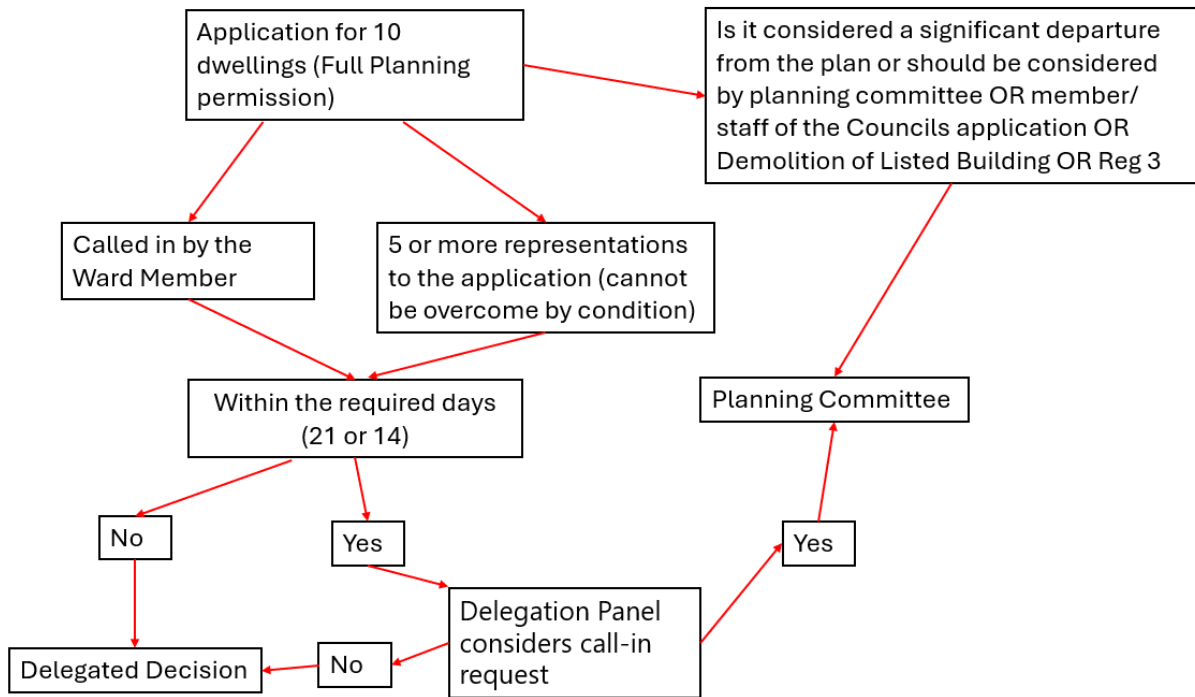 Application for 10
dwellings (Full Planning
permission)
Is it considered a significant departure
from the plan or should be considered
by planning committee OR member/
staff of the Councils application OR
Demolition of Listed Building OR Reg 3
Called in by the
Ward Member
5 or more representations
to the application (cannot
be overcome by condition)
Within the required days
(21 or 14)
Planning Committee
No
Yes
Yes
Delegation Panel
considers call-in
request
No
Delegated Decision